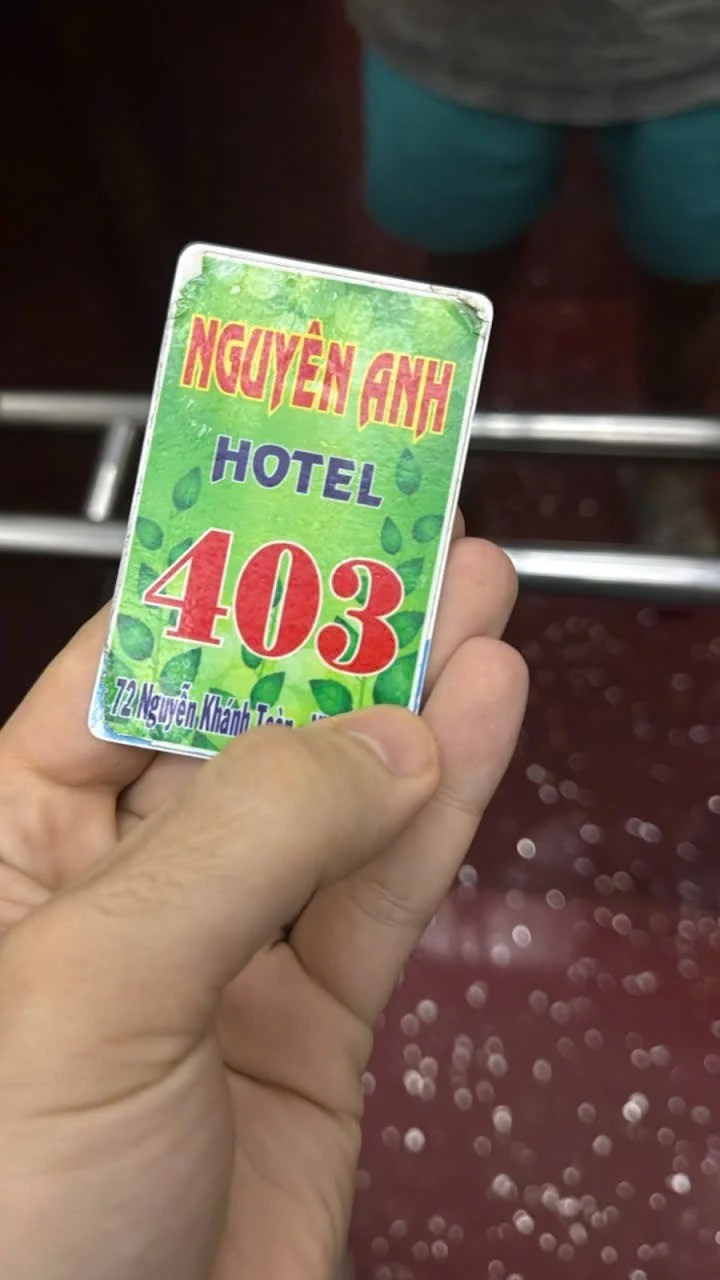 NGUYÊN ANH
HOTEL
403
72 Nguyễn Khánh Toàn